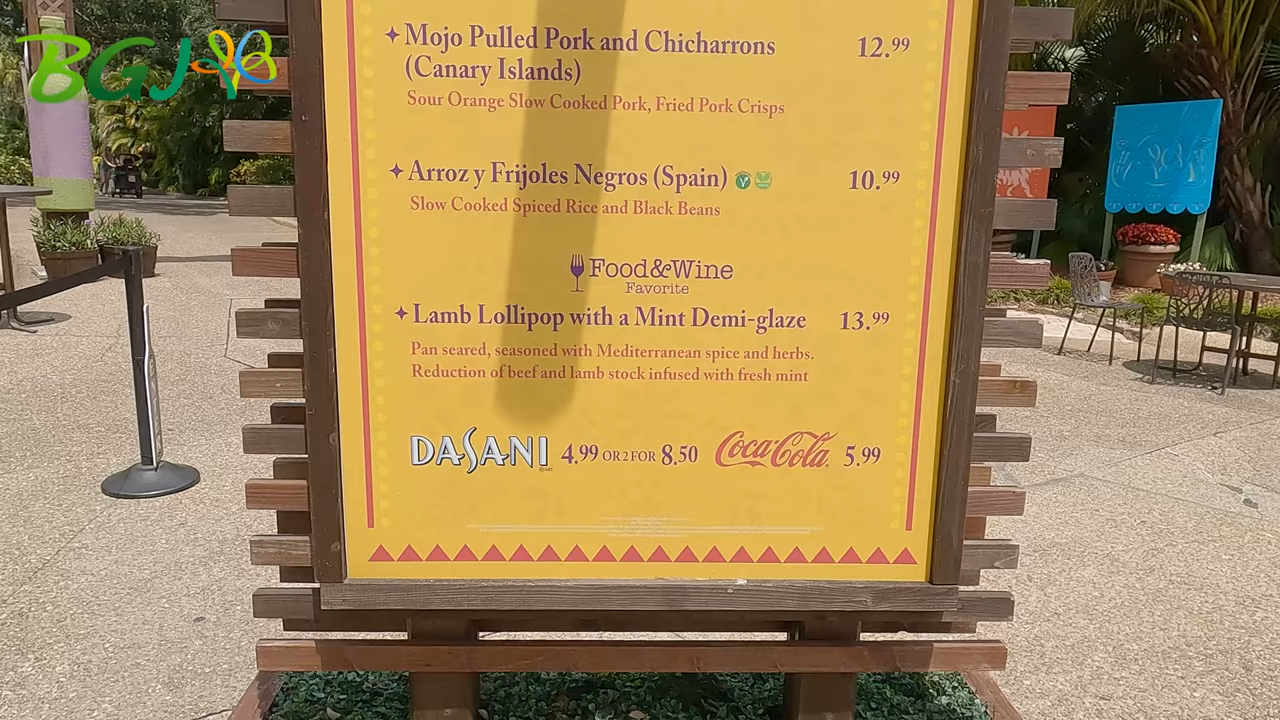 BGJ
✦ Mojo Pulled Pork and Chicharrons 12.99
(Canary Islands)
Sour Orange Slow Cooked Pork, Fried Pork Crisps
✦ Arroz y Frijoles Negros (Spain) 10.99
Slow Cooked Spiced Rice and Black Beans
Food&Wine
Favorite
✦ Lamb Lollipop with a Mint Demi-glaze 13.99
Pan seared, seasoned with Mediterranean spice and herbs.
Reduction of beef and lamb stock infused with fresh mint
DASANI 4.99 OR 2 FOR 8.50 Coca-Cola 5.99